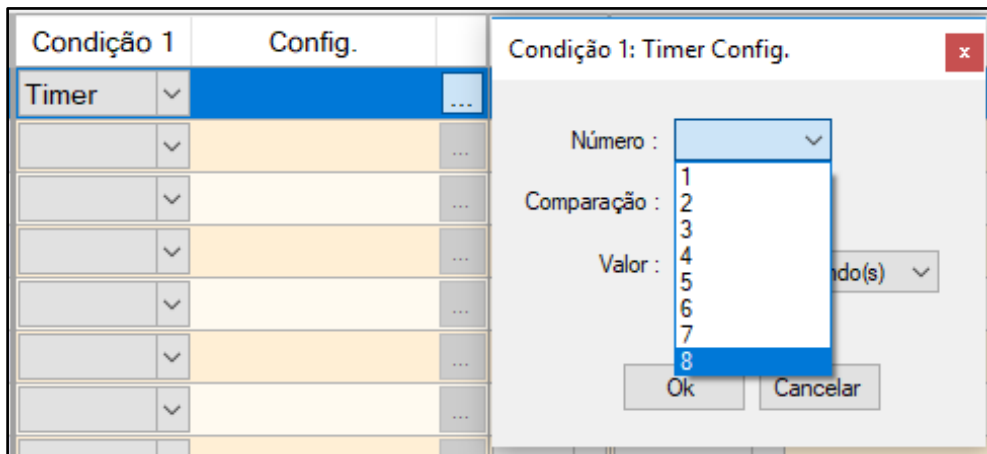 Condição 1 Config.
Timer ...
...
...
...
...
...
...
Condição 1: Timer Config.
x
Número :
1
2
3
4
5
6
7
8
Comparação :
Valor :
ndo(s)
Ok Cancelar